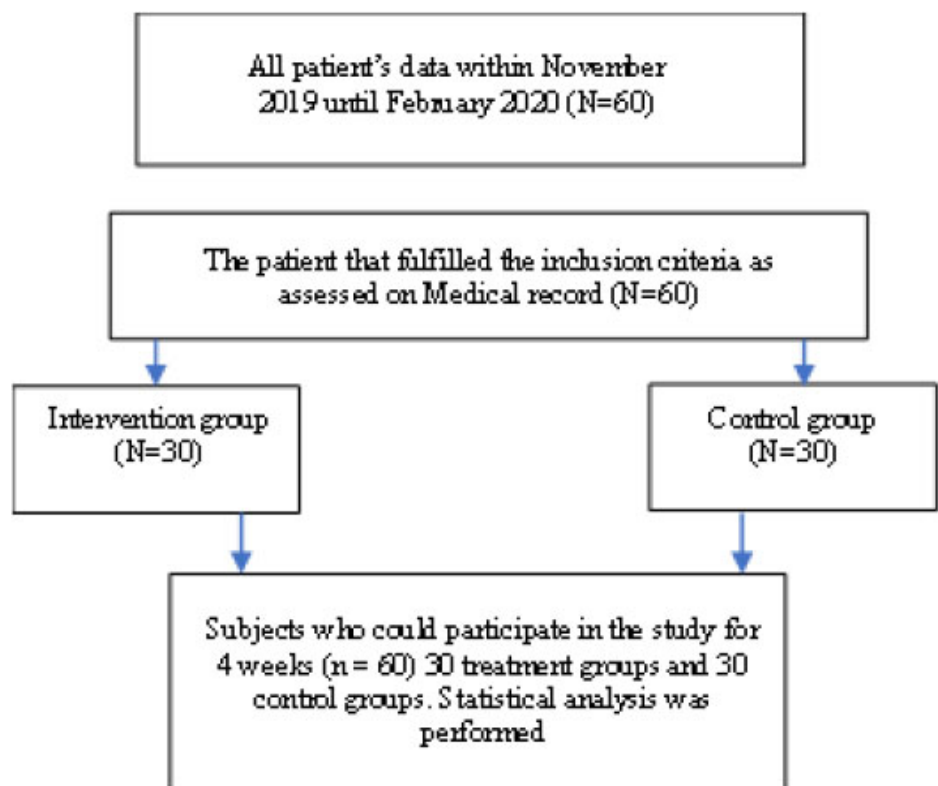 All patient's data within November
2019 until February 2020 (N=60)
The patient that fulfilled the inclusion criteria as
assessed on Medical record (N=60)
Intervention group
(N=30)
Control group
(N=30)
Subjects who could participate in the study for
4 weeks (n = 60) 30 treatment groups and 30
control groups. Statistical analysis was
performed